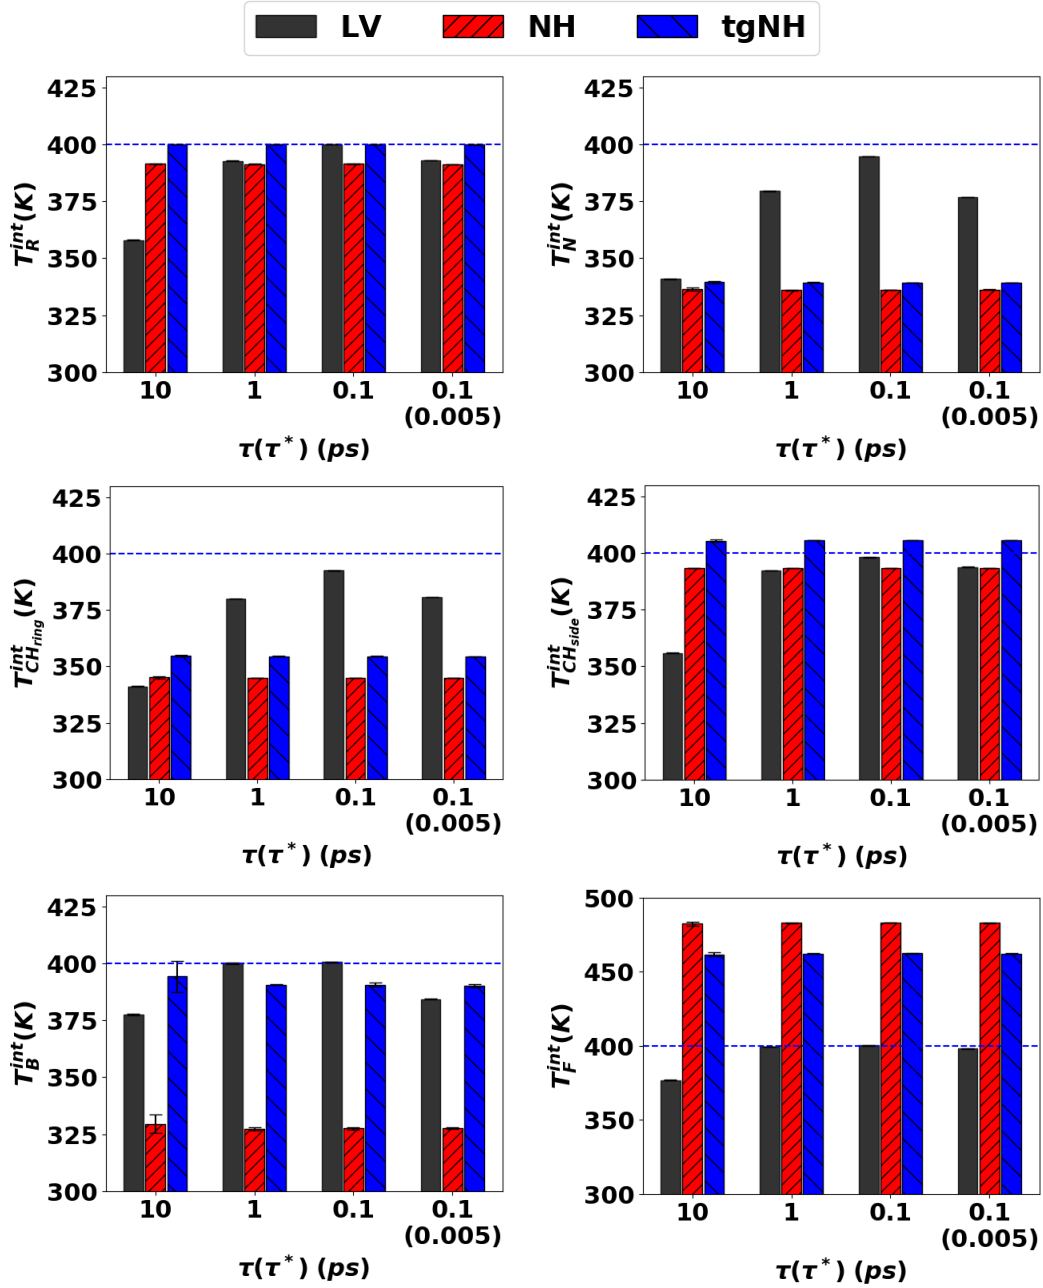 LV NH tgNH
425
400
375
350
325
300
T_R^int(K)
10 1 0.1 0.1
(0.005)
τ(τ*) (ps)
425
400
375
350
325
300
T_N^int(K)
10 1 0.1 0.1
(0.005)
τ(τ*) (ps)
425
400
375
350
325
300
T_CH_ring^int(K)
10 1 0.1 0.1
(0.005)
τ(τ*) (ps)
425
400
375
350
325
300
T_CH_side^int(K)
10 1 0.1 0.1
(0.005)
τ(τ*) (ps)
425
400
375
350
325
300
T_B^int(K)
10 1 0.1 0.1
(0.005)
τ(τ*) (ps)
500
450
400
350
300
T_F^int(K)
10 1 0.1 0.1
(0.005)
τ(τ*) (ps)